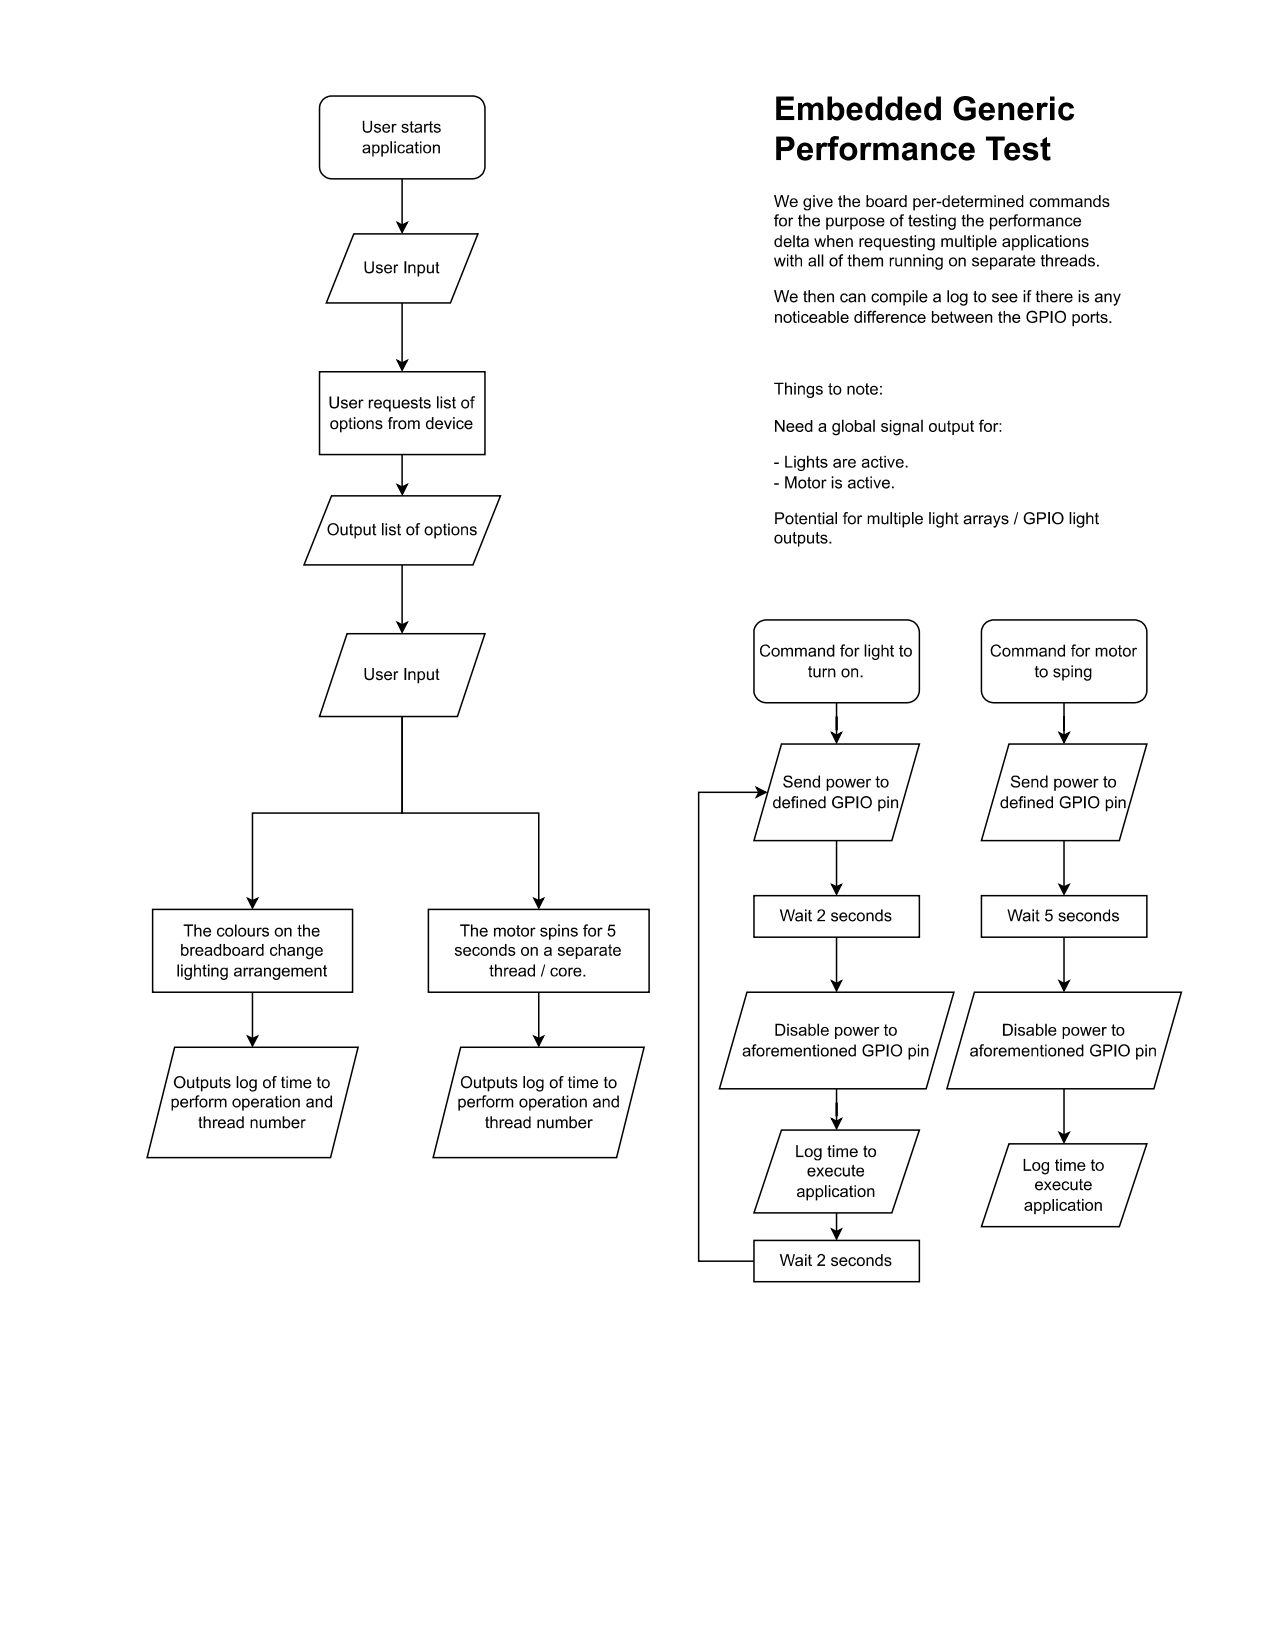 User starts
application
User Input
User requests list of
options from device
Output list of options
User Input
The colours on the
breadboard change
lighting arrangement
The motor spins for 5
seconds on a separate
thread / core.
Outputs log of time to
perform operation and
thread number
Outputs log of time to
perform operation and
thread number
Embedded Generic
Performance Test
We give the board per-determined commands
for the purpose of testing the performance
delta when requesting multiple applications
with all of them running on separate threads.
We then can compile a log to see if there is any
noticeable difference between the GPIO ports.
Things to note:
Need a global signal output for:
- Lights are active.
- Motor is active.
Potential for multiple light arrays / GPIO light
outputs.
Command for light to
turn on.
Send power to
defined GPIO pin
Wait 2 seconds
Disable power to
aforementioned GPIO pin
Log time to
execute
application
Wait 2 seconds
Command for motor
to sping
Send power to
defined GPIO pin
Wait 5 seconds
Disable power to
aforementioned GPIO pin
Log time to
execute
application